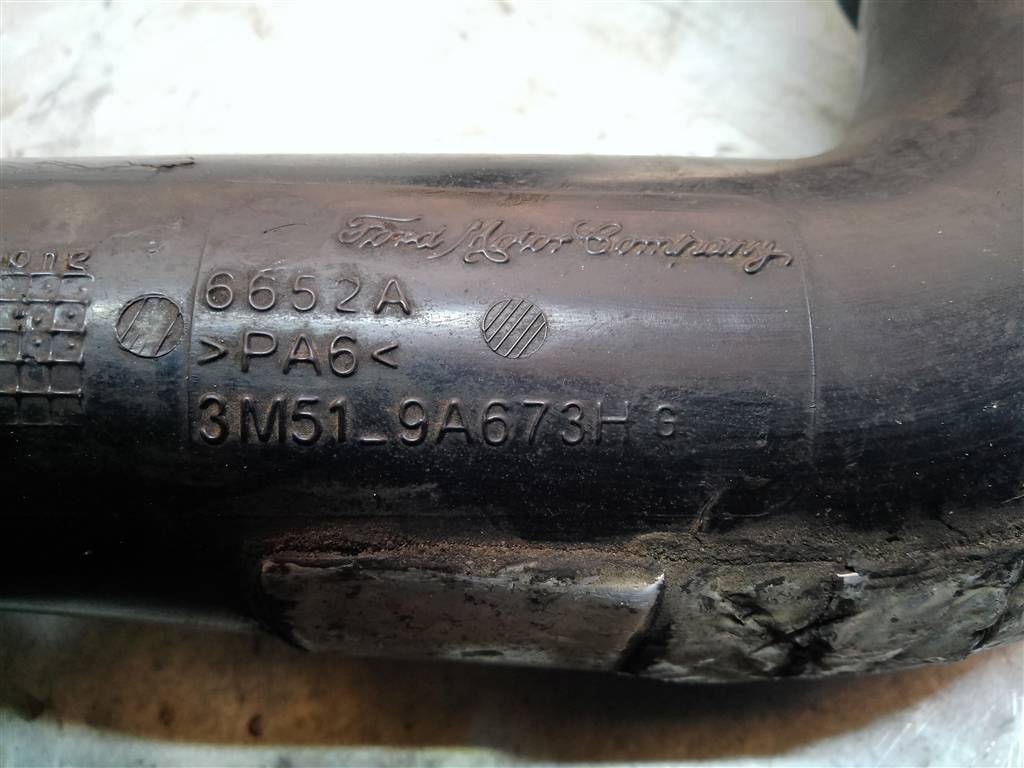 Ford Motor Company
6652A
>PA6<
3M51_9A673H G